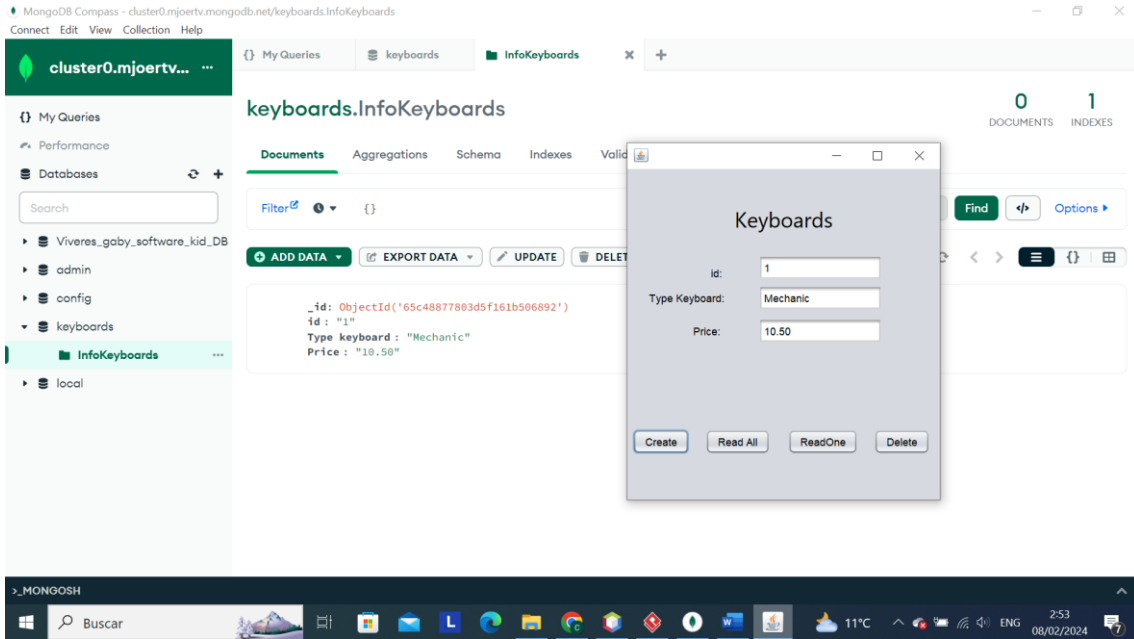 MongoDB Compass - cluster0.mjoertv.mongodb.net/keyboards.InfoKeyboards
Connect Edit View Collection Help
cluster0.mjoertv... ...
{} My Queries
keyboards
InfoKeyboards
{} My Queries
Performance
Databases
Search
Viveres_gaby_software_kid_DB
admin
config
keyboards
InfoKeyboards ...
local
keyboards.InfoKeyboards
0 DOCUMENTS
1 INDEXES
Documents Aggregations Schema Indexes Valid
Filter {}
Find </> Options
ADD DATA EXPORT DATA UPDATE DELET
{}
_id: ObjectId('65c48877803d5f161b506892')
id : "1"
Type keyboard : "Mechanic"
Price : "10.50"
Keyboards
id: 1
Type Keyboard: Mechanic
Price: 10.50
Create Read All ReadOne Delete
>_MONGOSH
Buscar
L
11°C ENG
2:53
08/02/2024
7